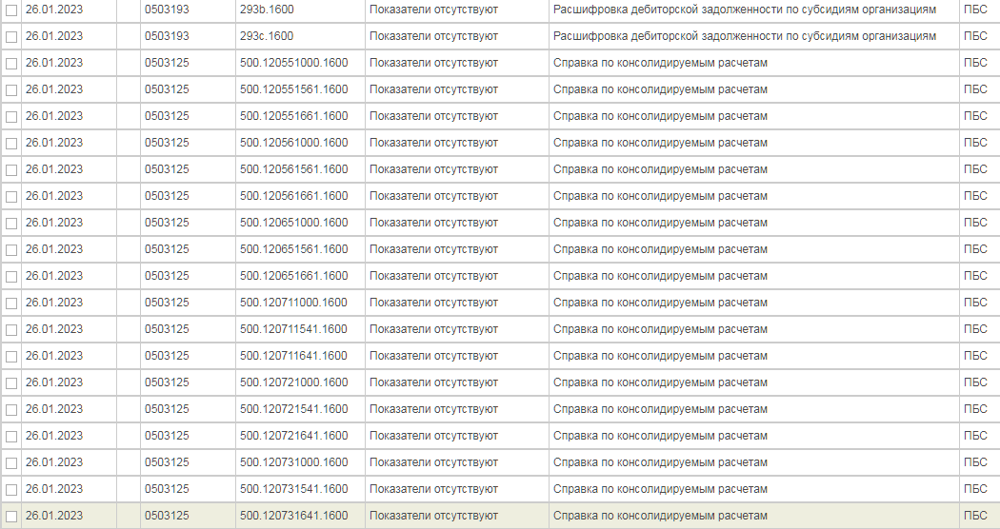 26.01.2023 0503193 293b.1600 Показатели отсутствуют Расшифровка дебиторской задолженности по субсидиям организациям ПБС
26.01.2023 0503193 293c.1600 Показатели отсутствуют Расшифровка дебиторской задолженности по субсидиям организациям ПБС
26.01.2023 0503125 500.120551000.1600 Показатели отсутствуют Справка по консолидируемым расчетам ПБС
26.01.2023 0503125 500.120551561.1600 Показатели отсутствуют Справка по консолидируемым расчетам ПБС
26.01.2023 0503125 500.120551661.1600 Показатели отсутствуют Справка по консолидируемым расчетам ПБС
26.01.2023 0503125 500.120561000.1600 Показатели отсутствуют Справка по консолидируемым расчетам ПБС
26.01.2023 0503125 500.120561561.1600 Показатели отсутствуют Справка по консолидируемым расчетам ПБС
26.01.2023 0503125 500.120561661.1600 Показатели отсутствуют Справка по консолидируемым расчетам ПБС
26.01.2023 0503125 500.120651000.1600 Показатели отсутствуют Справка по консолидируемым расчетам ПБС
26.01.2023 0503125 500.120651561.1600 Показатели отсутствуют Справка по консолидируемым расчетам ПБС
26.01.2023 0503125 500.120651661.1600 Показатели отсутствуют Справка по консолидируемым расчетам ПБС
26.01.2023 0503125 500.120711000.1600 Показатели отсутствуют Справка по консолидируемым расчетам ПБС
26.01.2023 0503125 500.120711541.1600 Показатели отсутствуют Справка по консолидируемым расчетам ПБС
26.01.2023 0503125 500.120711641.1600 Показатели отсутствуют Справка по консолидируемым расчетам ПБС
26.01.2023 0503125 500.120721000.1600 Показатели отсутствуют Справка по консолидируемым расчетам ПБС
26.01.2023 0503125 500.120721541.1600 Показатели отсутствуют Справка по консолидируемым расчетам ПБС
26.01.2023 0503125 500.120721641.1600 Показатели отсутствуют Справка по консолидируемым расчетам ПБС
26.01.2023 0503125 500.120731000.1600 Показатели отсутствуют Справка по консолидируемым расчетам ПБС
26.01.2023 0503125 500.120731541.1600 Показатели отсутствуют Справка по консолидируемым расчетам ПБС
26.01.2023 0503125 500.120731641.1600 Показатели отсутствуют Справка по консолидируемым расчетам ПБС